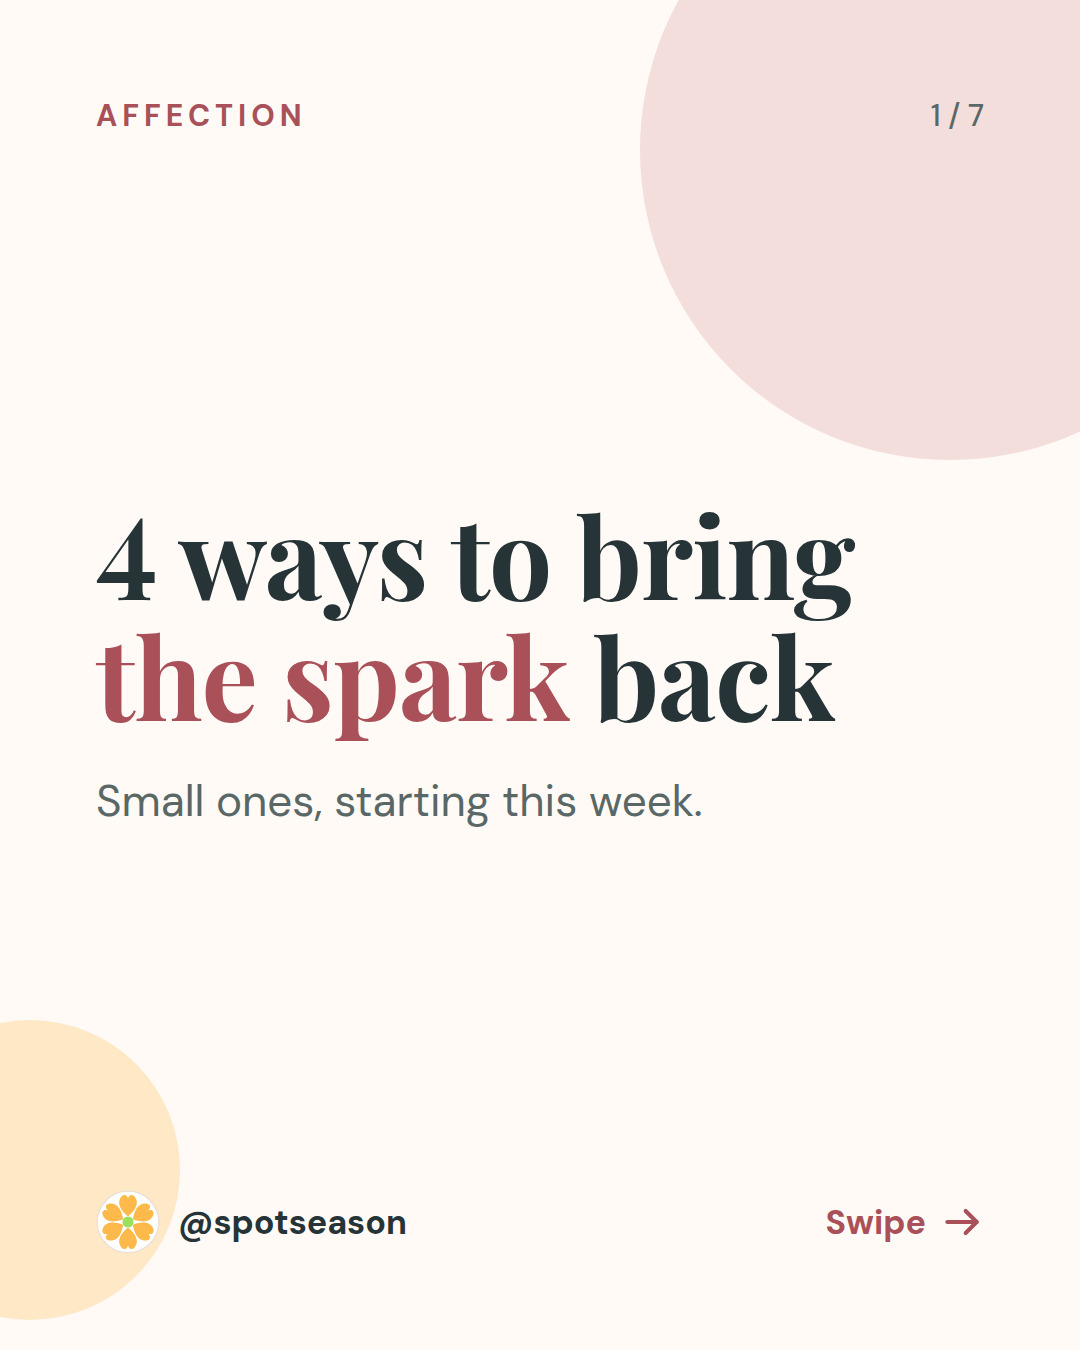 AFFECTION
1 / 7
4 ways to bring
the spark back
Small ones, starting this week.
@spotseason
Swipe →